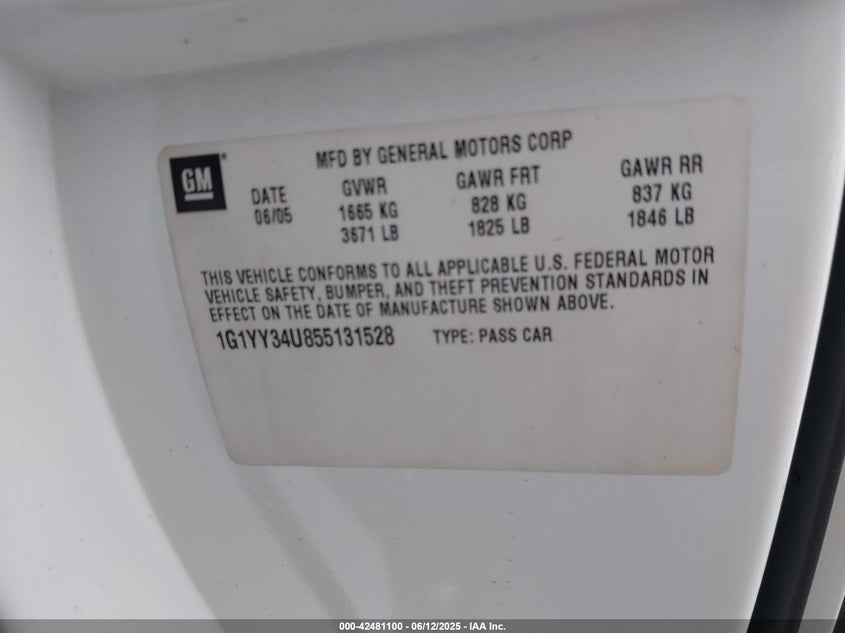 MFD BY GENERAL MOTORS CORP
GM®
DATE GVWR GAWR FRT GAWR RR
06/05 1665 KG 828 KG 837 KG
3671 LB 1825 LB 1846 LB
THIS VEHICLE CONFORMS TO ALL APPLICABLE U.S. FEDERAL MOTOR
VEHICLE SAFETY, BUMPER, AND THEFT PREVENTION STANDARDS IN
EFFECT ON THE DATE OF MANUFACTURE SHOWN ABOVE.
1G1YY34U855131528 TYPE: PASS CAR
000-42481100 - 06/12/2025 - IAA Inc.